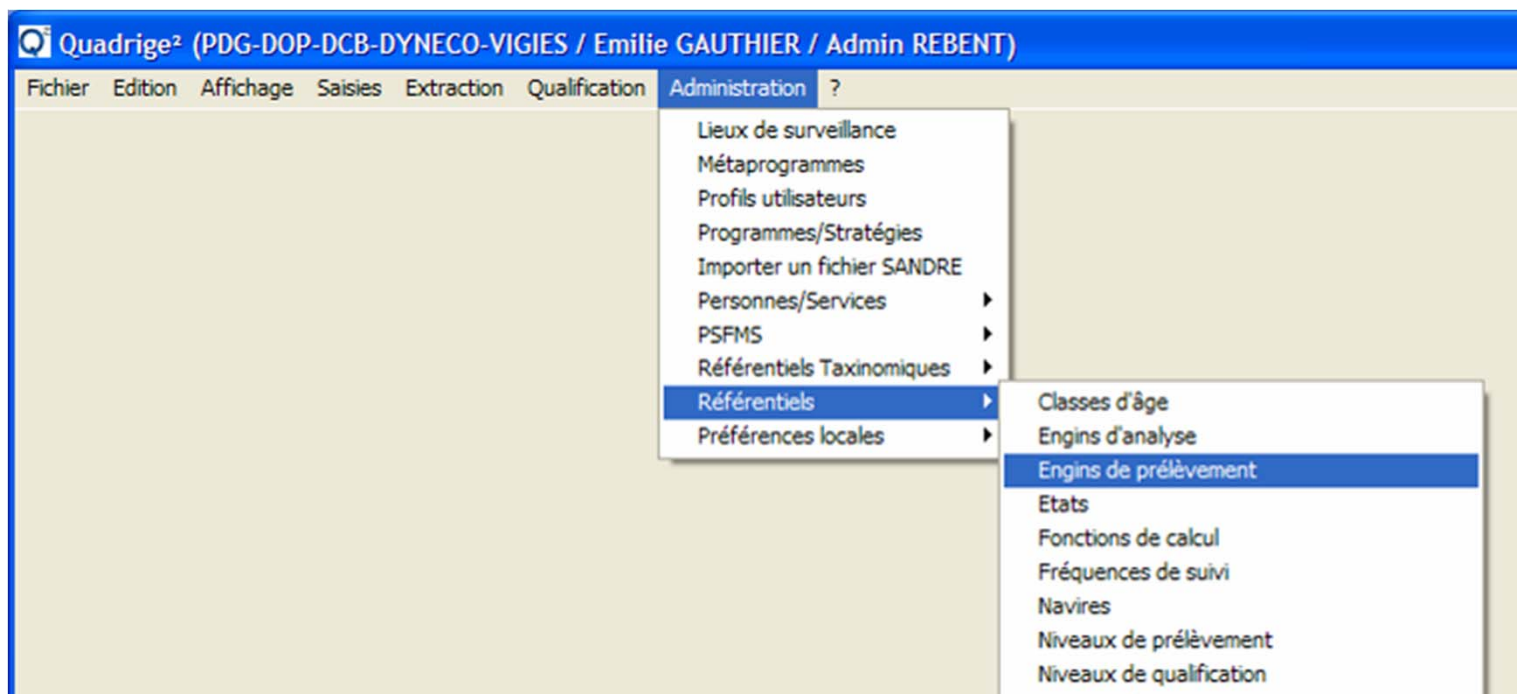 Quadrige² (PDG-DOP-DCB-DYNECO-VIGIES / Emilie GAUTHIER / Admin REBENT)
Fichier Edition Affichage Saisies Extraction Qualification Administration ?
Lieux de surveillance
Métaprogrammes
Profils utilisateurs
Programmes/Stratégies
Importer un fichier SANDRE
Personnes/Services
PSFMS
Référentiels Taxinomiques
Référentiels
Préférences locales
Classes d'âge
Engins d'analyse
Engins de prélèvement
Etats
Fonctions de calcul
Fréquences de suivi
Navires
Niveaux de prélèvement
Niveaux de qualification